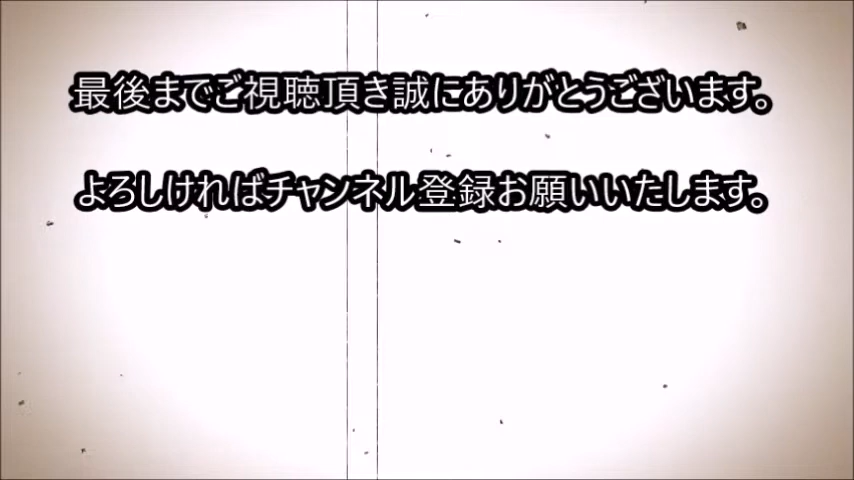 最後までご視聴頂き誠にありがとうございます。
よろしければチャンネル登録お願いいたします。